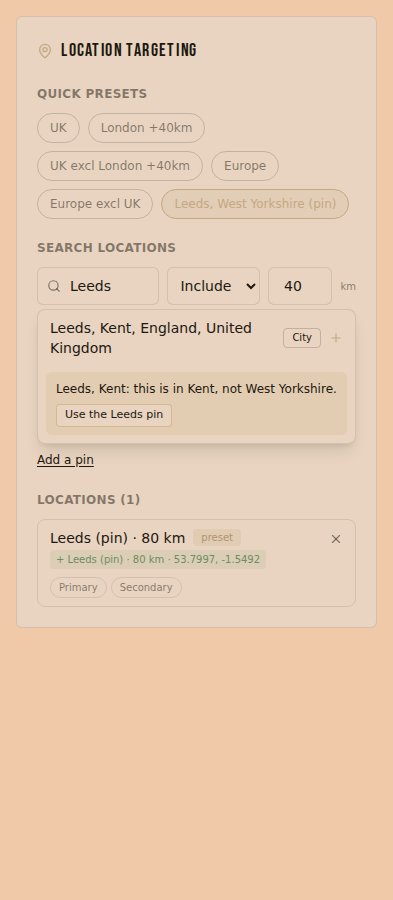 LOCATION TARGETING
QUICK PRESETS
UK
London +40km
UK excl London +40km
Europe
Europe excl UK
Leeds, West Yorkshire (pin)
SEARCH LOCATIONS
Leeds
Include
40
km
Leeds, Kent, England, United
Kingdom
City
+
Leeds, Kent: this is in Kent, not West Yorkshire.
Use the Leeds pin
Add a pin
LOCATIONS (1)
Leeds (pin) · 80 km
preset
+ Leeds (pin) · 80 km · 53.7997, -1.5492
Primary
Secondary